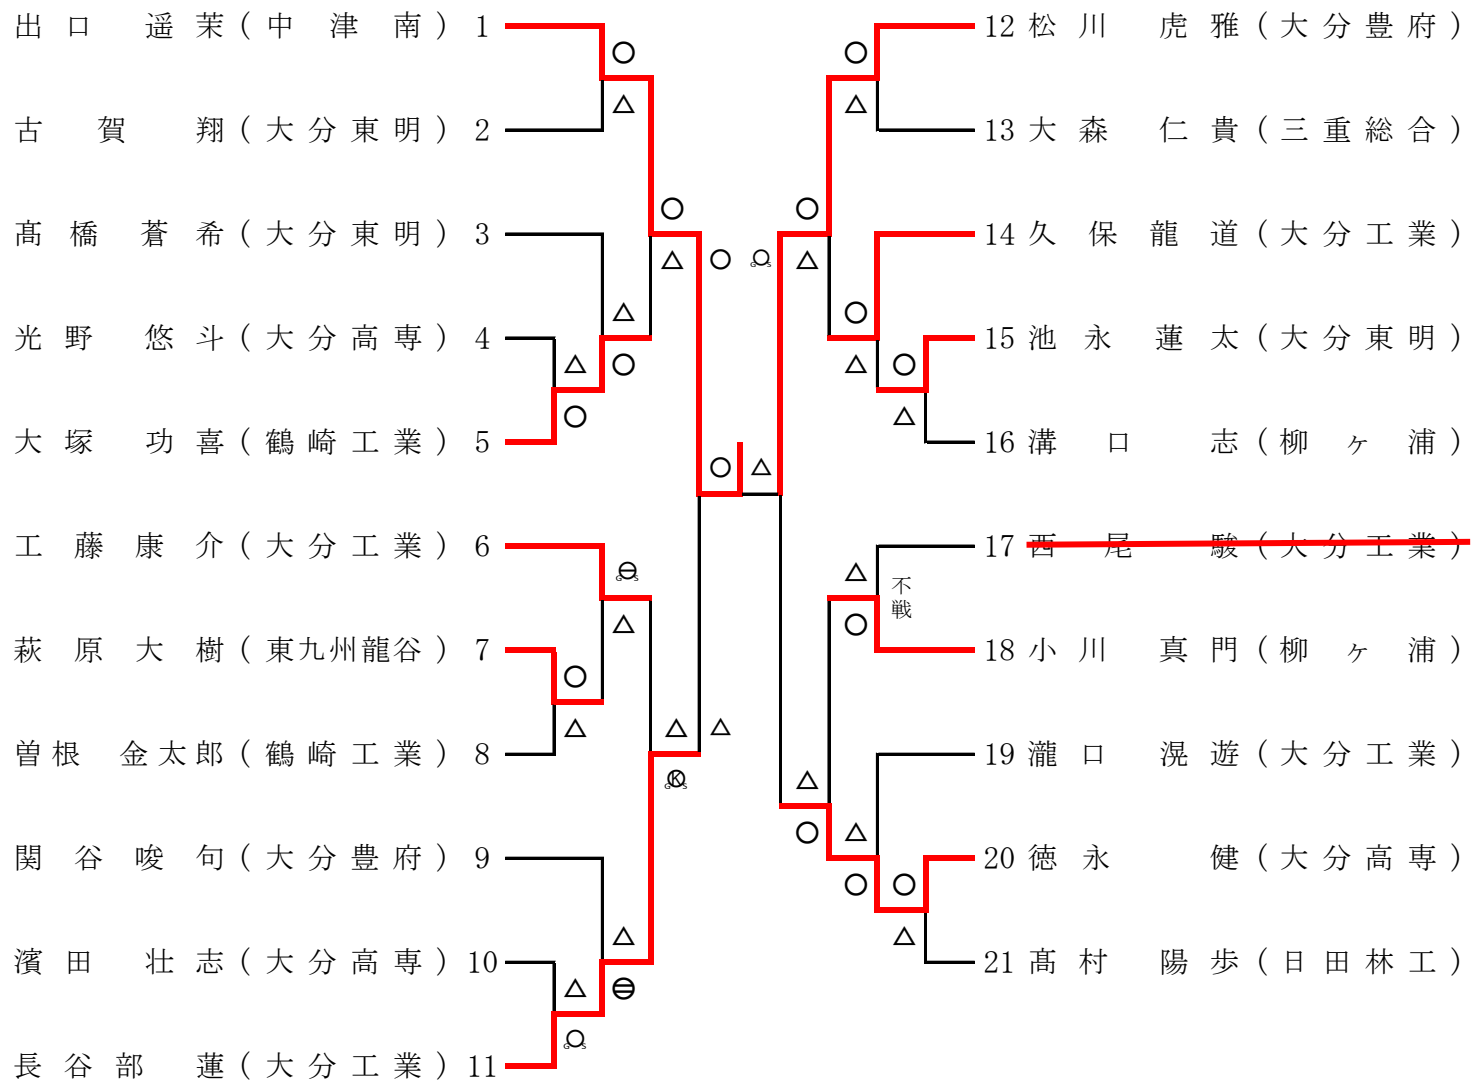 出口 遥茉(中津南) 1
古賀 翔(大分東明) 2
髙橋 蒼希(大分東明) 3
光野 悠斗(大分高専) 4
大塚 功喜(鶴崎工業) 5
工藤 康介(大分工業) 6
萩原 大樹(東九州龍谷) 7
曽根 金太郎(鶴崎工業) 8
関谷 唆句(大分豊府) 9
濱田 壮志(大分高専) 10
長谷部 蓮(大分工業) 11
○
△
△
○
△
○
○
△
○
GS
△
○
△
GS
△
K
GS
△
△
△
○
GS
○
△
○
GS
○
△
○
△
○
△
○
△
○
△
△
○
不戦
△
○
△
○
○
△
12 松川 虎雅(大分豊府)
13 大森 仁貴(三重総合)
14 久保 龍道(大分工業)
15 池永 蓮太(大分東明)
16 溝口 志(柳ヶ浦)
17 西尾 駿(大分工業)
18 小川 真門(柳ヶ浦)
19 瀧口 滉遊(大分工業)
20 徳永 健(大分高専)
21 髙村 陽歩(日田林工)